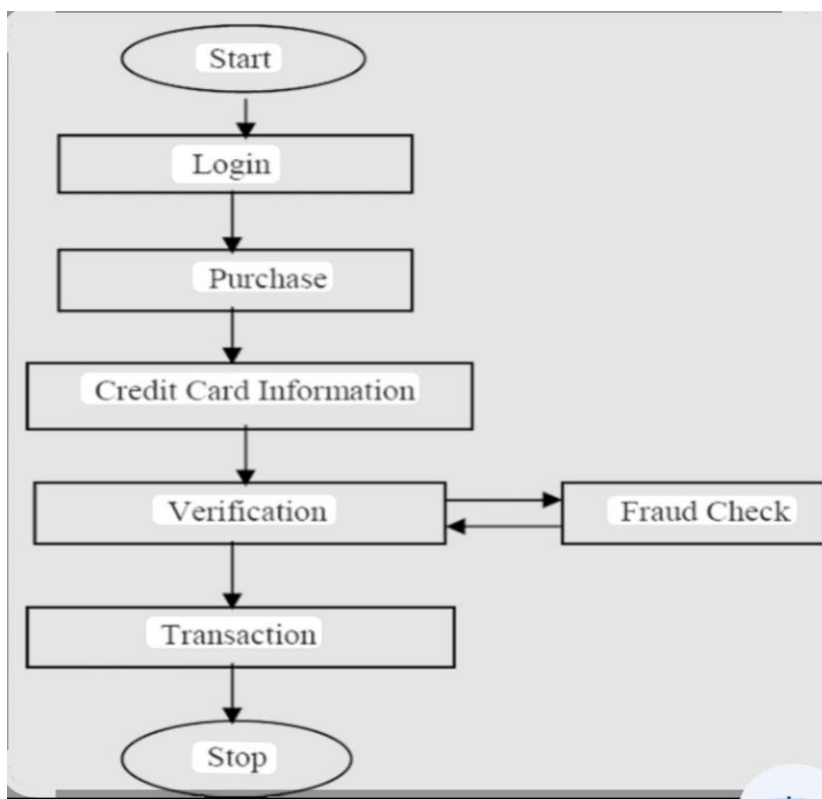 Start
Login
Purchase
Credit Card Information
Verification
Fraud Check
Transaction
Stop